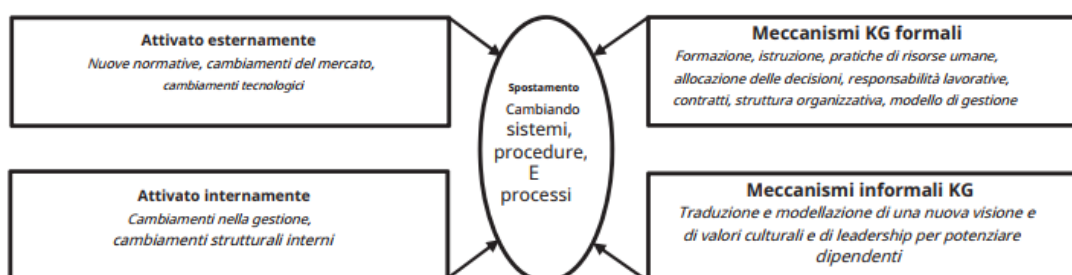 Attivato esternamente
Nuove normative, cambiamenti del mercato,
cambiamenti tecnologici
Attivato internamente
Cambiamenti nella gestione,
cambiamenti strutturali interni
Spostamento
Cambiando
sistemi,
procedure,
E
processi
Meccanismi KG formali
Formazione, istruzione, pratiche di risorse umane,
allocazione delle decisioni, responsabilità lavorative,
contratti, struttura organizzativa, modello di gestione
Meccanismi informali KG
Traduzione e modellazione di una nuova visione e
di valori culturali e di leadership per potenziare
dipendenti